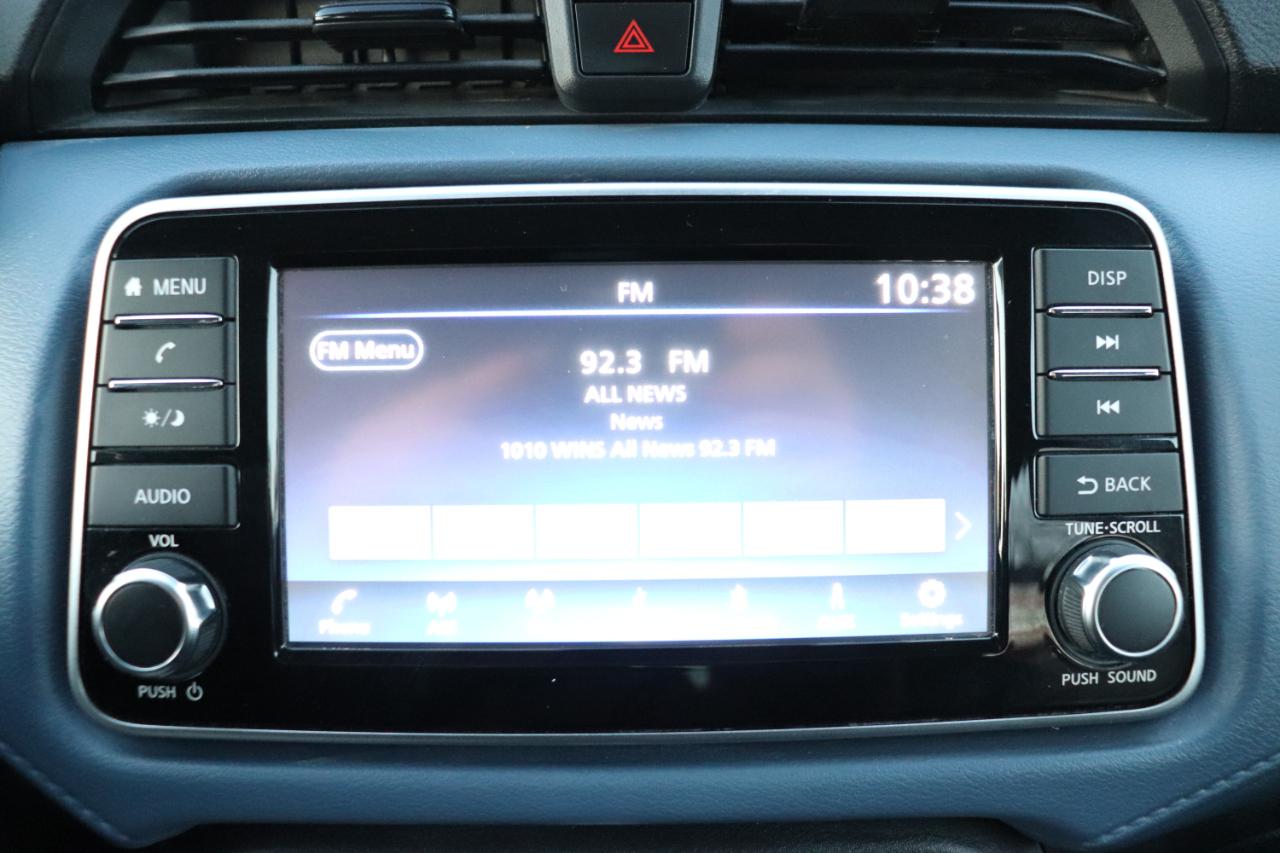 MENU
AUDIO
VOL
PUSH
FM
10:38
FM Menu
92.3 FM
ALL NEWS
News
1010 WINS All News 92.3 FM
Phone
Settings
DISP
BACK
TUNE·SCROLL
PUSH SOUND